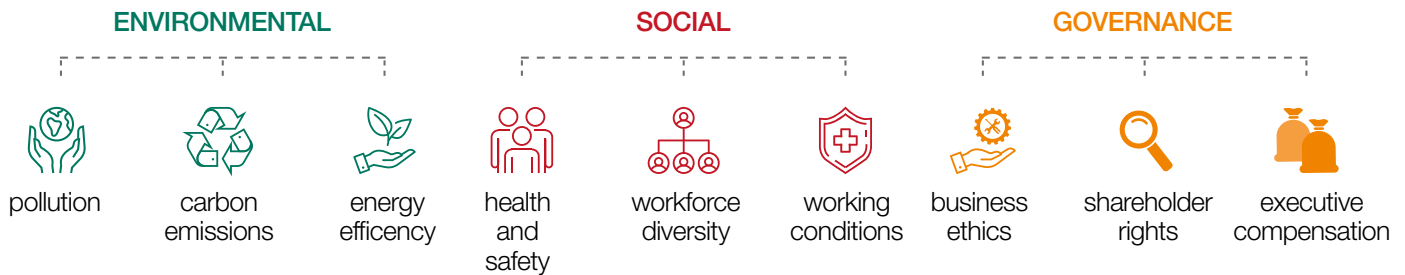 ENVIRONMENTAL
pollution
carbon
emissions
energy
efficency
SOCIAL
health
and
safety
workforce
diversity
working
conditions
GOVERNANCE
business
ethics
shareholder
rights
executive
compensation